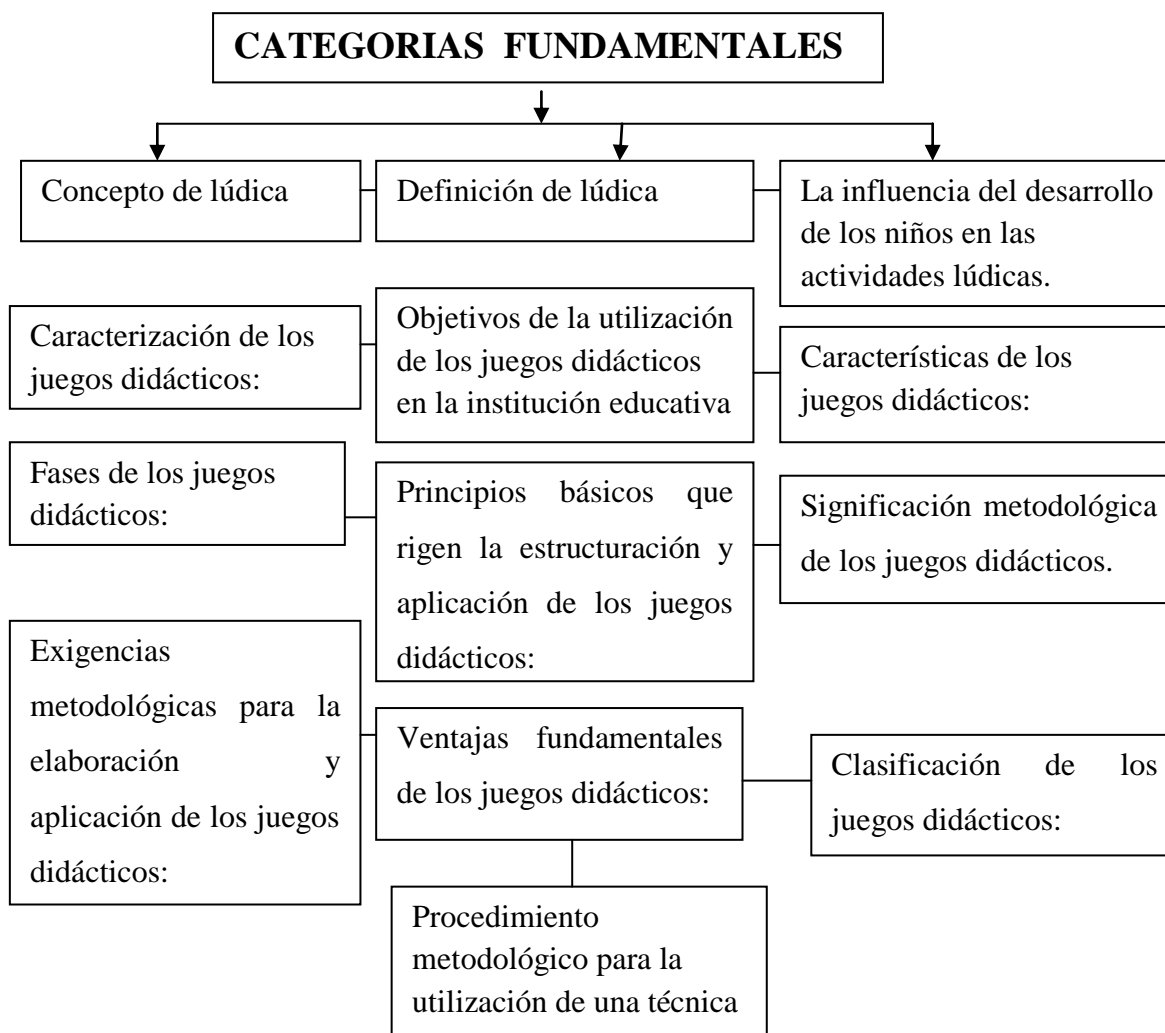 CATEGORIAS FUNDAMENTALES
Concepto de lúdica
Definición de lúdica
La influencia del desarrollo
de los niños en las
actividades lúdicas.
Caracterización de los
juegos didácticos:
Objetivos de la utilización
de los juegos didácticos
en la institución educativa
Características de los
juegos didácticos:
Fases de los juegos
didácticos:
Principios básicos que
rigen la estructuración y
aplicación de los juegos
didácticos:
Significación metodológica
de los juegos didácticos.
Exigencias
metodológicas para la
elaboración y
aplicación de los juegos
didácticos:
Ventajas fundamentales
de los juegos didácticos:
Clasificación de los
juegos didácticos:
Procedimiento
metodológico para la
utilización de una técnica